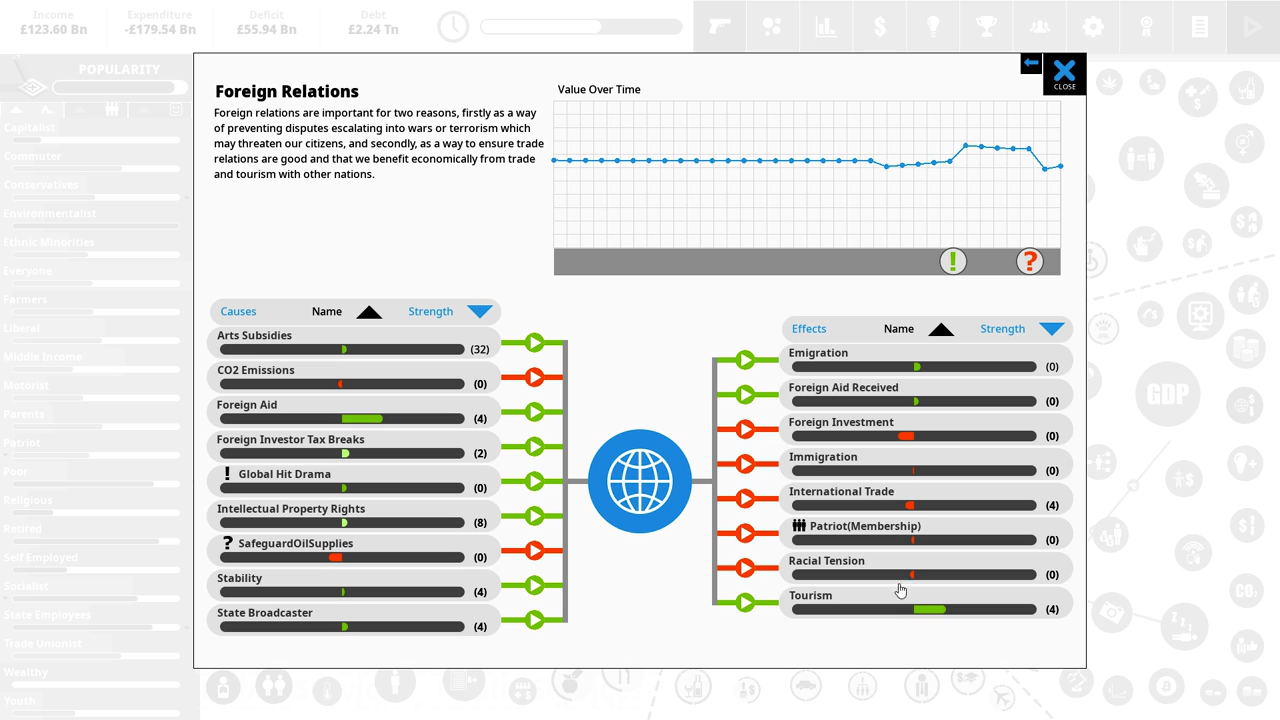 Income Expenditure Deficit Debt
£123.60 Bn -£179.54 Bn £55.94 Bn £2.24 Tn
POPULARITY
Capitalist
Commuter
Conservatives
Environmentalist
Ethnic Minorities
Everyone
Farmers
Liberal
Middle Income
Motorist
Parents
Patriot
Poor
Religious
Retired
Self Employed
Socialist
State Employees
Trade Unionist
Wealthy
Youth
CLOSE
Foreign Relations
Foreign relations are important for two reasons, firstly as a way
of preventing disputes escalating into wars or terrorism which
may threaten our citizens, and secondly, as a way to ensure trade
relations are good and that we benefit economically from trade
and tourism with other nations.
Value Over Time
! ?
Causes Name Strength
Arts Subsidies
(32)
CO2 Emissions
(0)
Foreign Aid
(4)
Foreign Investor Tax Breaks
(2)
! Global Hit Drama
(0)
Intellectual Property Rights
(8)
? SafeguardOilSupplies
(0)
Stability
(4)
State Broadcaster
(4)
Effects Name Strength
Emigration
(0)
Foreign Aid Received
(0)
Foreign Investment
(0)
Immigration
(0)
International Trade
(4)
Patriot(Membership)
(0)
Racial Tension
(0)
Tourism
(4)
GDP
CO2